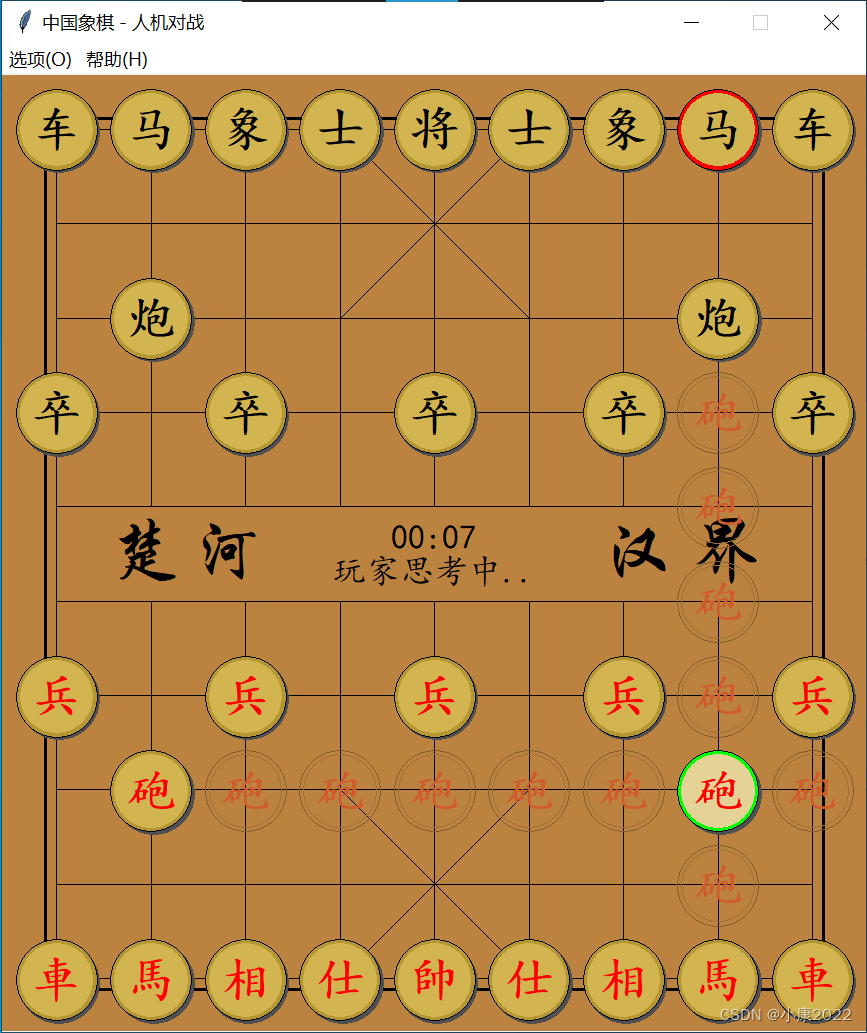 中国象棋 - 人机对战
选项(O) 帮助(H)
车 马 象 士 将 士 象 马 车
炮 炮
砲
卒 卒 卒 卒 卒
砲
楚 河 00:07 汉 界
玩家思考中..
砲
兵 兵 兵 兵 砲 兵
砲 砲 砲 砲 砲 砲 砲 砲
砲
車 馬 相 仕 帥 仕 相 馬 車
CSDN @小康2022